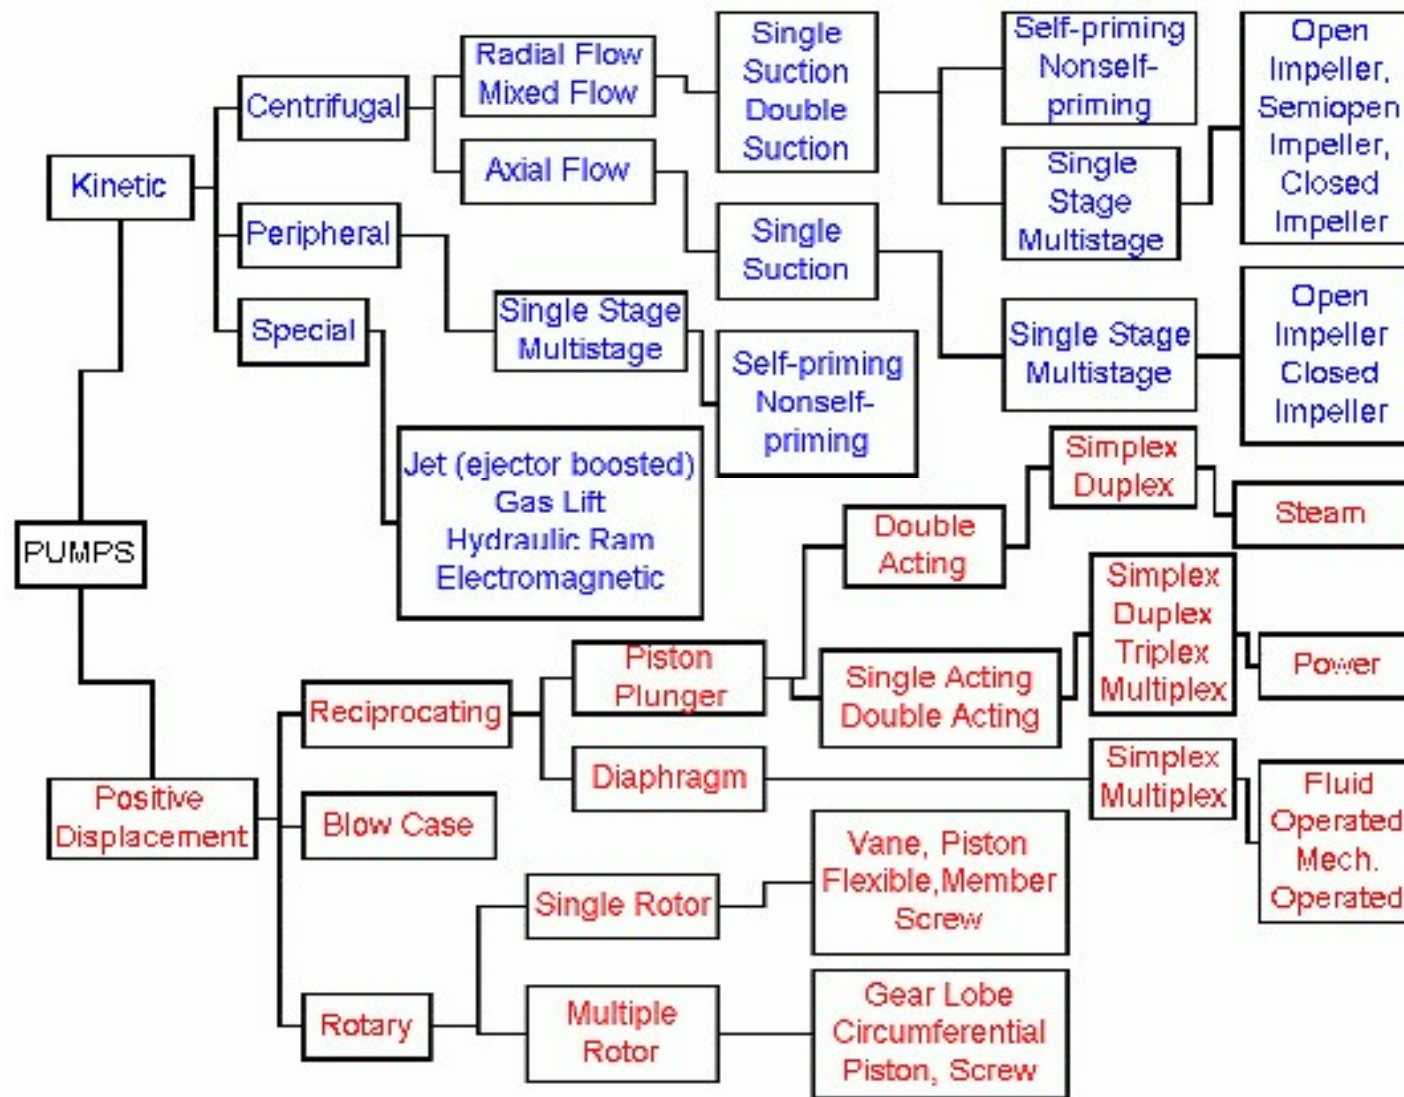 Kinetic
Centrifugal
Radial Flow
Mixed Flow
Single
Suction
Double
Suction
Self-priming
Nonself-
priming
Open
Impeller,
Semiopen
Impeller,
Closed
Impeller
Single
Stage
Multistage
Axial Flow
Single
Suction
Single Stage
Multistage
Open
Impeller
Closed
Impeller
Peripheral
Single Stage
Multistage
Self-priming
Nonself-
priming
Special
Jet (ejector boosted)
Gas Lift
Hydraulic Ram
Electromagnetic
PUMPS
Positive
Displacement
Reciprocating
Piston
Plunger
Double
Acting
Simplex
Duplex
Steam
Single Acting
Double Acting
Simplex
Duplex
Triplex
Multiplex
Power
Diaphragm
Simplex
Multiplex
Fluid
Operated
Mech.
Operated
Blow Case
Rotary
Single Rotor
Vane, Piston
Flexible,Member
Screw
Multiple
Rotor
Gear Lobe
Circumferential
Piston, Screw